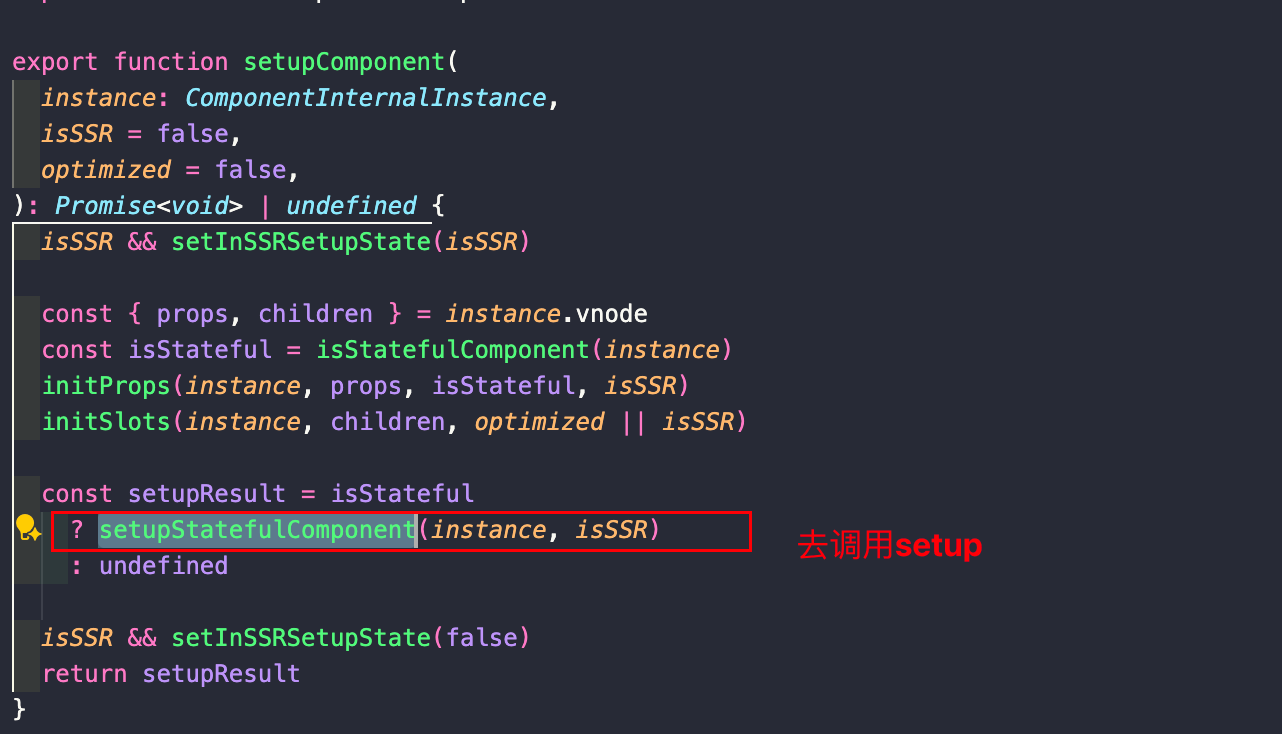 export function setupComponent(
instance: ComponentInternalInstance,
isSSR = false,
optimized = false,
): Promise<void> | undefined {
isSSR && setInSSRSetupState(isSSR)
const { props, children } = instance.vnode
const isStateful = isStatefulComponent(instance)
initProps(instance, props, isStateful, isSSR)
initSlots(instance, children, optimized || isSSR)
const setupResult = isStateful
? setupStatefulComponent(instance, isSSR)
去调用setup
: undefined
isSSR && setInSSRSetupState(false)
return setupResult
}